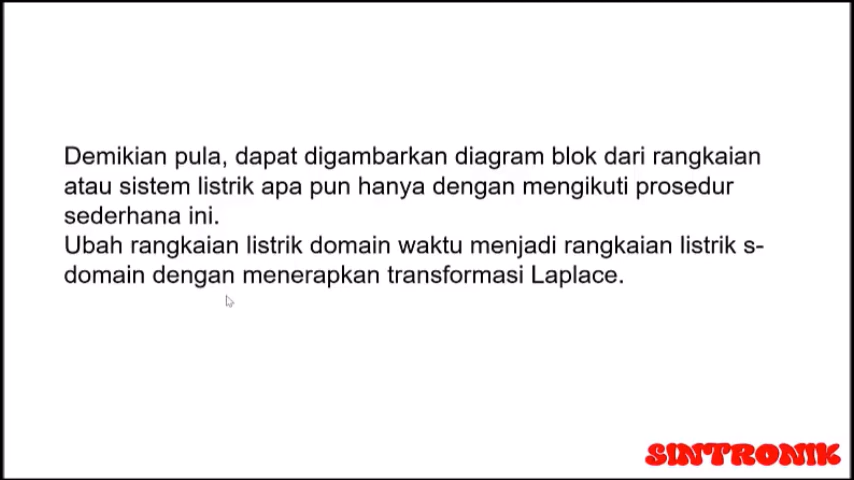 Demikian pula, dapat digambarkan diagram blok dari rangkaian
atau sistem listrik apa pun hanya dengan mengikuti prosedur
sederhana ini.
Ubah rangkaian listrik domain waktu menjadi rangkaian listrik s-
domain dengan menerapkan transformasi Laplace.
SINTRONIK